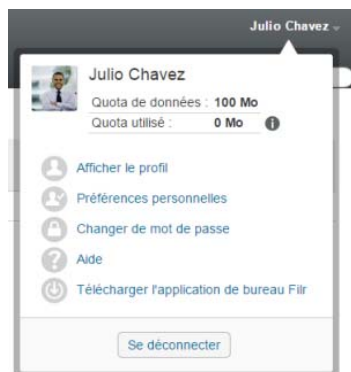 Julio Chavez
Julio Chavez
Quota de données : 100 Mo
Quota utilisé : 0 Mo
Afficher le profil
Préférences personnelles
Changer de mot de passe
Aide
Télécharger l'application de bureau Filr
Se déconnecter